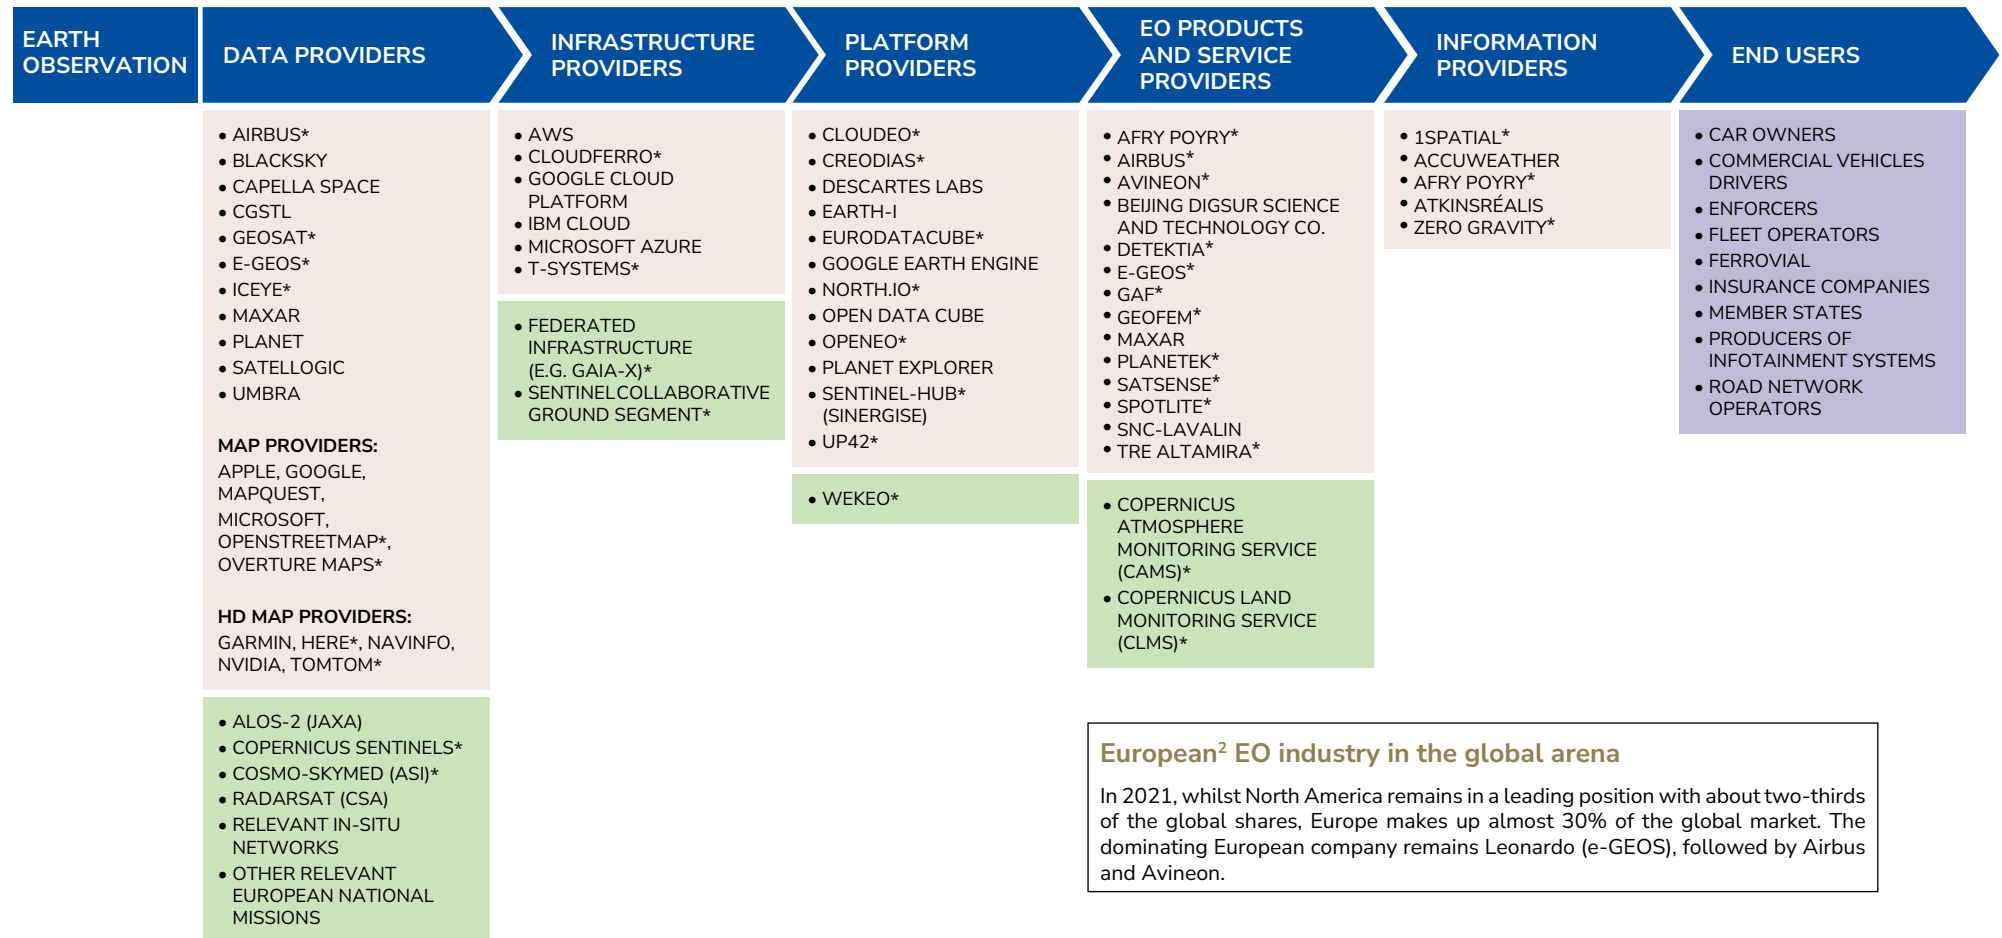 EARTH
OBSERVATION
DATA PROVIDERS
INFRASTRUCTURE
PROVIDERS
PLATFORM
PROVIDERS
EO PRODUCTS
AND SERVICE
PROVIDERS
INFORMATION
PROVIDERS
END USERS
• AIRBUS*
• BLACKSKY
• CAPELLA SPACE
• CGSTL
• GEOSAT*
• E-GEOS*
• ICEYE*
• MAXAR
• PLANET
• SATELLOGIC
• UMBRA
MAP PROVIDERS:
APPLE, GOOGLE,
MAPQUEST,
MICROSOFT,
OPENSTREETMAP*,
OVERTURE MAPS*
HD MAP PROVIDERS:
GARMIN, HERE*, NAVINFO,
NVIDIA, TOMTOM*
• ALOS-2 (JAXA)
• COPERNICUS SENTINELS*
• COSMO-SKYMED (ASI)*
• RADARSAT (CSA)
• RELEVANT IN-SITU
NETWORKS
• OTHER RELEVANT
EUROPEAN NATIONAL
MISSIONS
• AWS
• CLOUDFERRO*
• GOOGLE CLOUD
PLATFORM
• IBM CLOUD
• MICROSOFT AZURE
• T-SYSTEMS*
• FEDERATED
INFRASTRUCTURE
(E.G. GAIA-X)*
• SENTINEL COLLABORATIVE
GROUND SEGMENT*
• CLOUDEO*
• CREODIAS*
• DESCARTES LABS
• EARTH-I
• EURODATACUBE*
• GOOGLE EARTH ENGINE
• NORTH.IO*
• OPEN DATA CUBE
• OPENEO*
• PLANET EXPLORER
• SENTINEL-HUB*
(SINERGISE)
• UP42*
• WEKEO*
• AFRY POYRY*
• AIRBUS*
• AVINEON*
• BEIJING DIGSUR SCIENCE
AND TECHNOLOGY CO.
• DETEKTIA*
• E-GEOS*
• GAF*
• GEOFEM*
• MAXAR
• PLANETEK*
• SATSENSE*
• SPOTLITE*
• SNC-LAVALIN
• TRE ALTAMIRA*
• COPERNICUS
ATMOSPHERE
MONITORING SERVICE
(CAMS)*
• COPERNICUS LAND
MONITORING SERVICE
(CLMS)*
• 1SPATIAL*
• ACCUWEATHER
• AFRY POYRY*
• ATKINSRÉALIS
• ZERO GRAVITY*
• CAR OWNERS
• COMMERCIAL VEHICLES
DRIVERS
• ENFORCERS
• FLEET OPERATORS
• FERROVIAL
• INSURANCE COMPANIES
• MEMBER STATES
• PRODUCERS OF
INFOTAINMENT SYSTEMS
• ROAD NETWORK
OPERATORS
European² EO industry in the global arena
In 2021, whilst North America remains in a leading position with about two-thirds
of the global shares, Europe makes up almost 30% of the global market. The
dominating European company remains Leonardo (e-GEOS), followed by Airbus
and Avineon.